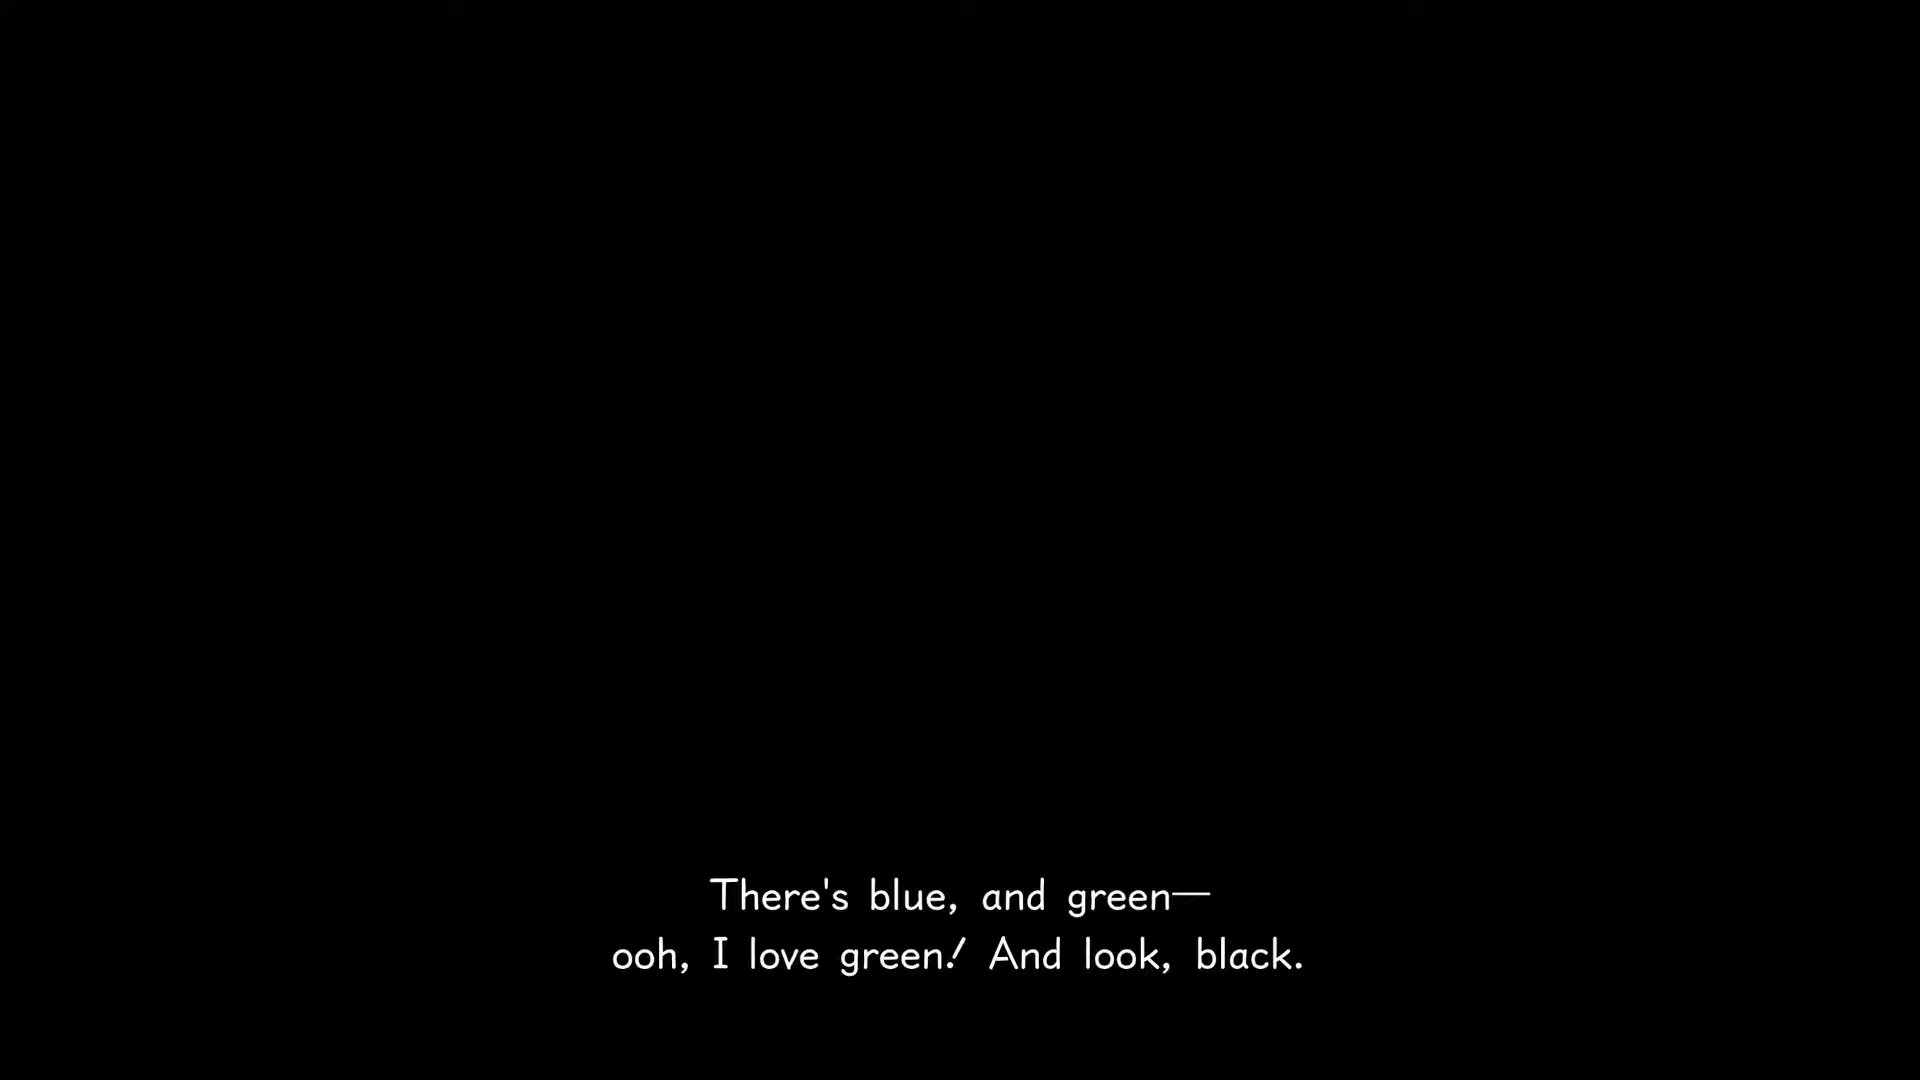 There's blue, and green—
ooh, I love green! And look, black.